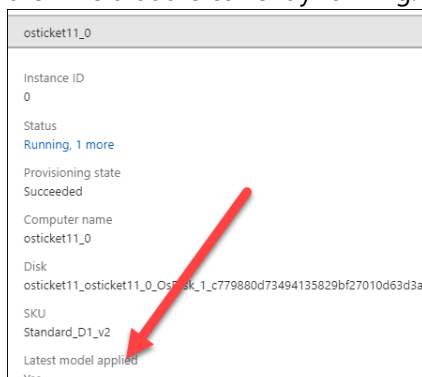 osticket11_0
Instance ID
0
Status
Running, 1 more
Provisioning state
Succeeded
Computer name
osticket11_0
Disk
osticket11_osticket11_0_OsDisk_1_c779880d73494135829bf27010d63d3a
SKU
Standard_D1_v2
Latest model applied